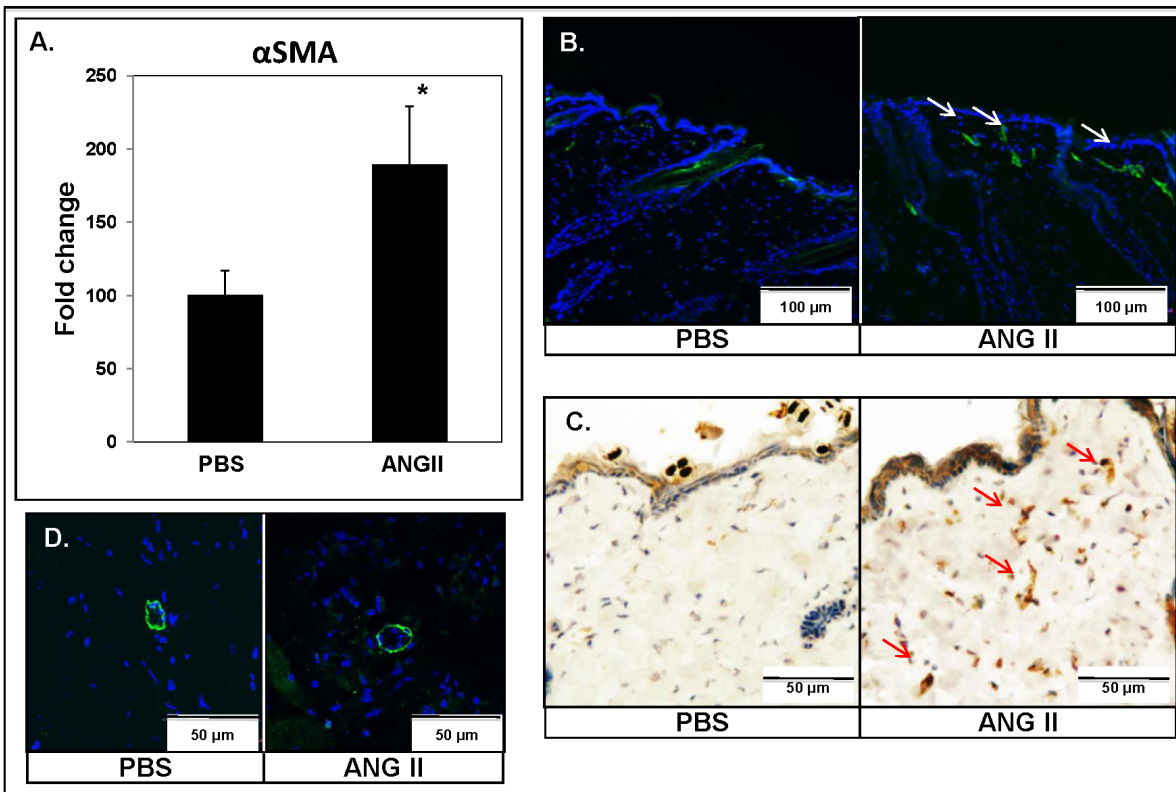 A.
αSMA
Fold change
250
200
150
100
50
0
*
PBS
ANGII
B.
100 µm
100 µm
PBS
ANG II
C.
50 µm
50 µm
PBS
ANG II
D.
50 µm
50 µm
PBS
ANG II